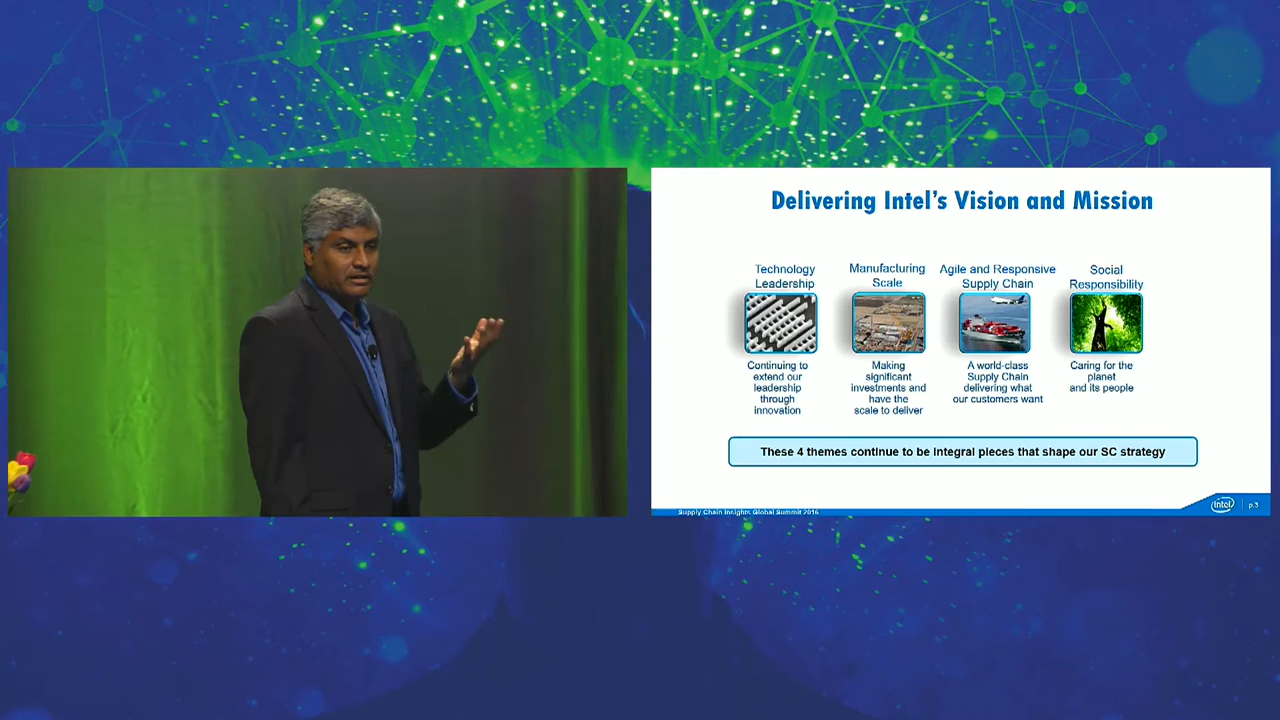 Delivering Intel's Vision and Mission
Technology
Leadership
Continuing to
extend our
leadership
through
innovation
Manufacturing
Scale
Making
significant
investments and
have the
scale to deliver
Agile and Responsive
Supply Chain
A world-class
Supply Chain
delivering what
our customers want
Social
Responsibility
Caring for the
planet
and its people
These 4 themes continue to be integral pieces that shape our SC strategy
Supply Chain Insights Global Summit 2016
intel
p.3